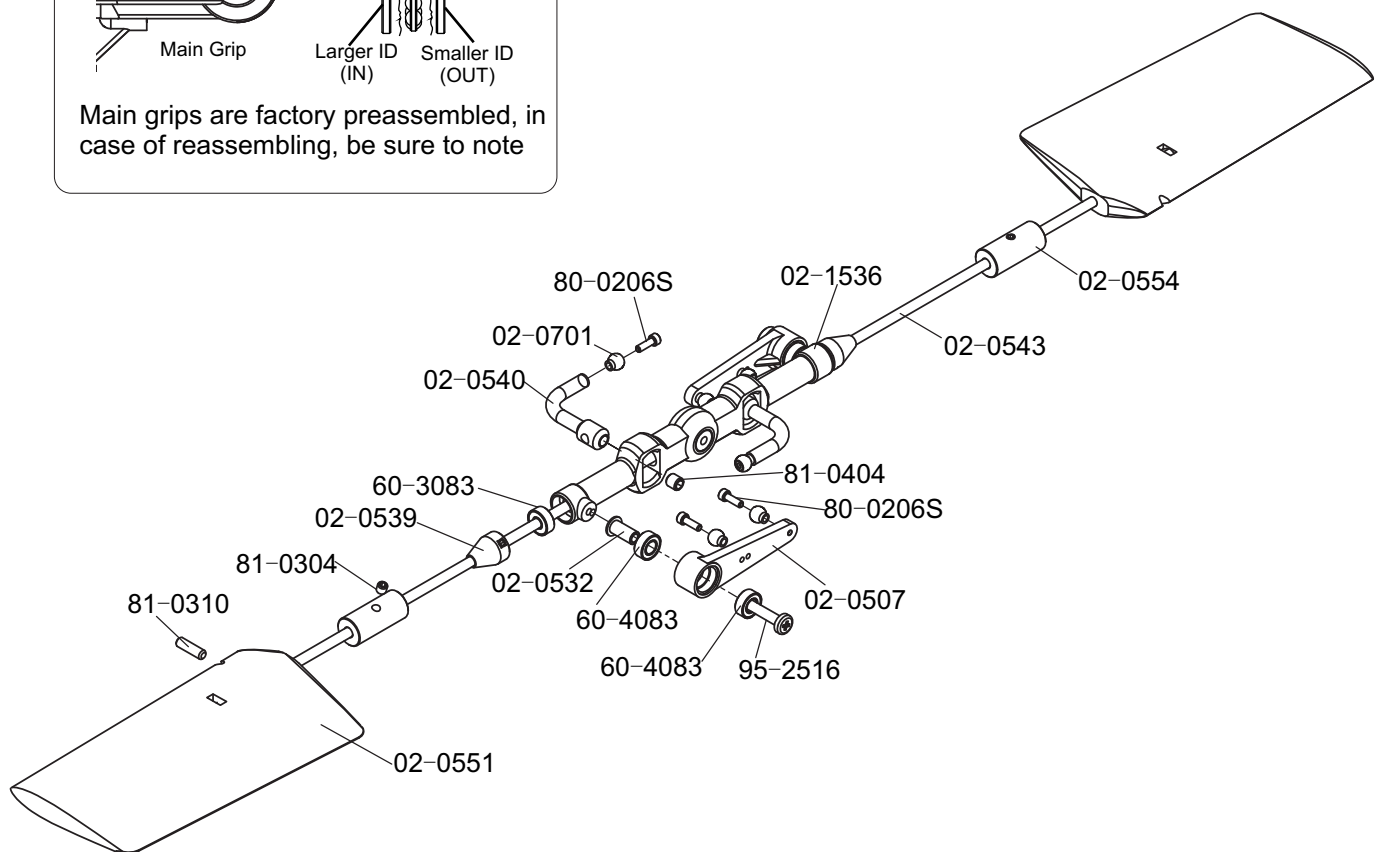 Main Grip
Larger ID
(IN)
Smaller ID
(OUT)
Main grips are factory preassembled, in
case of reassembling, be sure to note
80-0206S
02-1536
02-0554
02-0701
02-0543
02-0540
81-0404
60-3083
80-0206S
02-0539
81-0304
02-0532
02-0507
81-0310
60-4083
60-4083
95-2516
02-0551